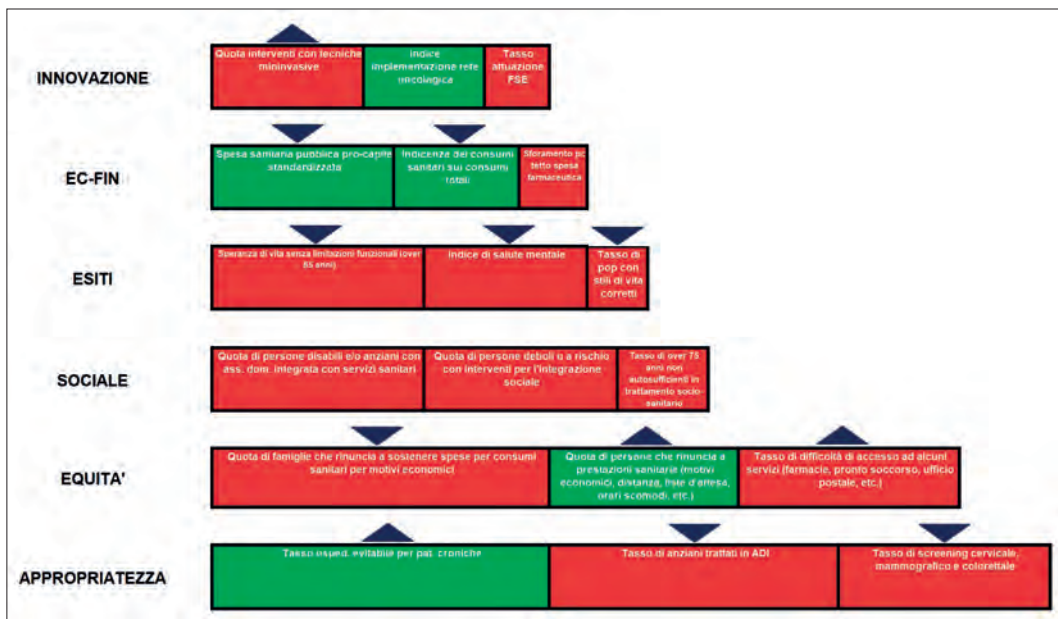 INNOVAZIONE
Quota interventi con tecniche
mininvasive
Indice
implementazione rete
oncologica
Tasso
attuazione
FSE
EC-FIN
Spesa sanitaria pubblica pro-capite
standardizzata
Incidenza dei consumi
sanitari sui consumi
totali
Sforamento pc
tetto spesa
farmaceutica
ESITI
Speranza di vita senza limitazioni funzionali (over
65 anni)
Indice di salute mentale
Tasso di
pop con
stili di vita
corretti
SOCIALE
Quota di persone disabili e/o anziani con
ass. dom. integrata con servizi sanitari
Quota di persone deboli o a rischio
con interventi per l'integrazione
sociale
Tasso di over 75
anni non
autosufficienti in
trattamento socio-
sanitario
EQUITA'
Quota di famiglie che rinuncia a sostenere spese per consumi
sanitari per motivi economici
Quota di persone che rinuncia a
prestazioni sanitarie (motivi
economici, distanza, liste d'attesa,
orari scomodi, etc.)
Tasso di difficoltà di accesso ad alcuni
servizi (farmacie, pronto soccorso, ufficio
postale, etc.)
APPROPRIATEZZA
Tasso osped. evitabile per pat. croniche
Tasso di anziani trattati in ADI
Tasso di screening cervicale,
mammografico e colorettale